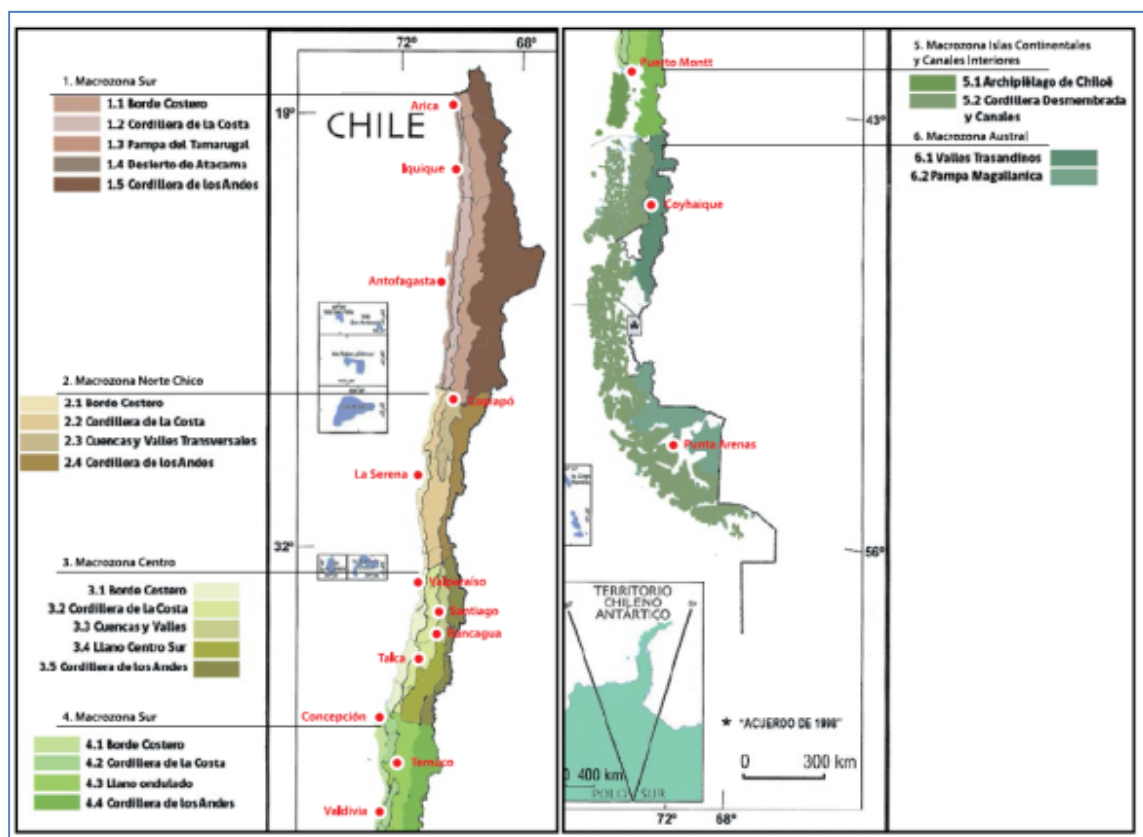 72º
68º
1. Macrozona Sur
1.1 Borde Costero
1.2 Cordillera de la Costa
1.3 Pampa del Tamarugal
1.4 Desierto de Atacama
1.5 Cordillera de los Andes
CHILE
Arica
Iquique
Antofagasta
2. Macrozona Norte Chico
2.1 Borde Costero
2.2 Cordillera de la Costa
2.3 Cuencas y Valles Transversales
2.4 Cordillera de los Andes
Copiapó
La Serena
32º
3. Macrozona Centro
3.1 Borde Costero
3.2 Cordillera de la Costa
3.3 Cuencas y Valles
3.4 Llano Centro Sur
3.5 Cordillera de los Andes
Valparaíso
Santiago
Rancagua
Talca
Concepción
4. Macrozona Sur
4.1 Borde Costero
4.2 Cordillera de la Costa
4.3 Llano ondulado
4.4 Cordillera de los Andes
Temuco
Valdivia
Puerto Montt
5. Macrozona Islas Continentales
y Canales Interiores
5.1 Archipiélago de Chiloé
5.2 Cordillera Desmembrada
y Canales
43º
6. Macrozona Austral
6.1 Valles Trasandinos
6.2 Pampa Magallanica
Coyhaique
Punta Arenas
56º
TERRITORIO
CHILENO
ANTÁRTICO
POLO SUR
0 400 km
* "ACUERDO DE 1998"
0 300 km
72º
68º